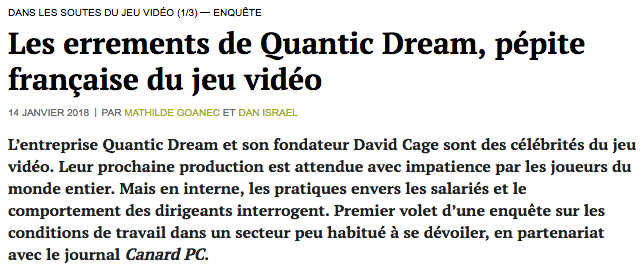 DANS LES SOUTES DU JEU VIDÉO (1/3) — ENQUÊTE
Les errements de Quantic Dream, pépite
française du jeu vidéo
14 JANVIER 2018 | PAR MATHILDE GOANEC ET DAN ISRAEL
L'entreprise Quantic Dream et son fondateur David Cage sont des célébrités du jeu
vidéo. Leur prochaine production est attendue avec impatience par les joueurs du
monde entier. Mais en interne, les pratiques envers les salariés et le
comportement des dirigeants interrogent. Premier volet d'une enquête sur les
conditions de travail dans un secteur peu habitué à se dévoiler, en partenariat
avec le journal Canard PC.